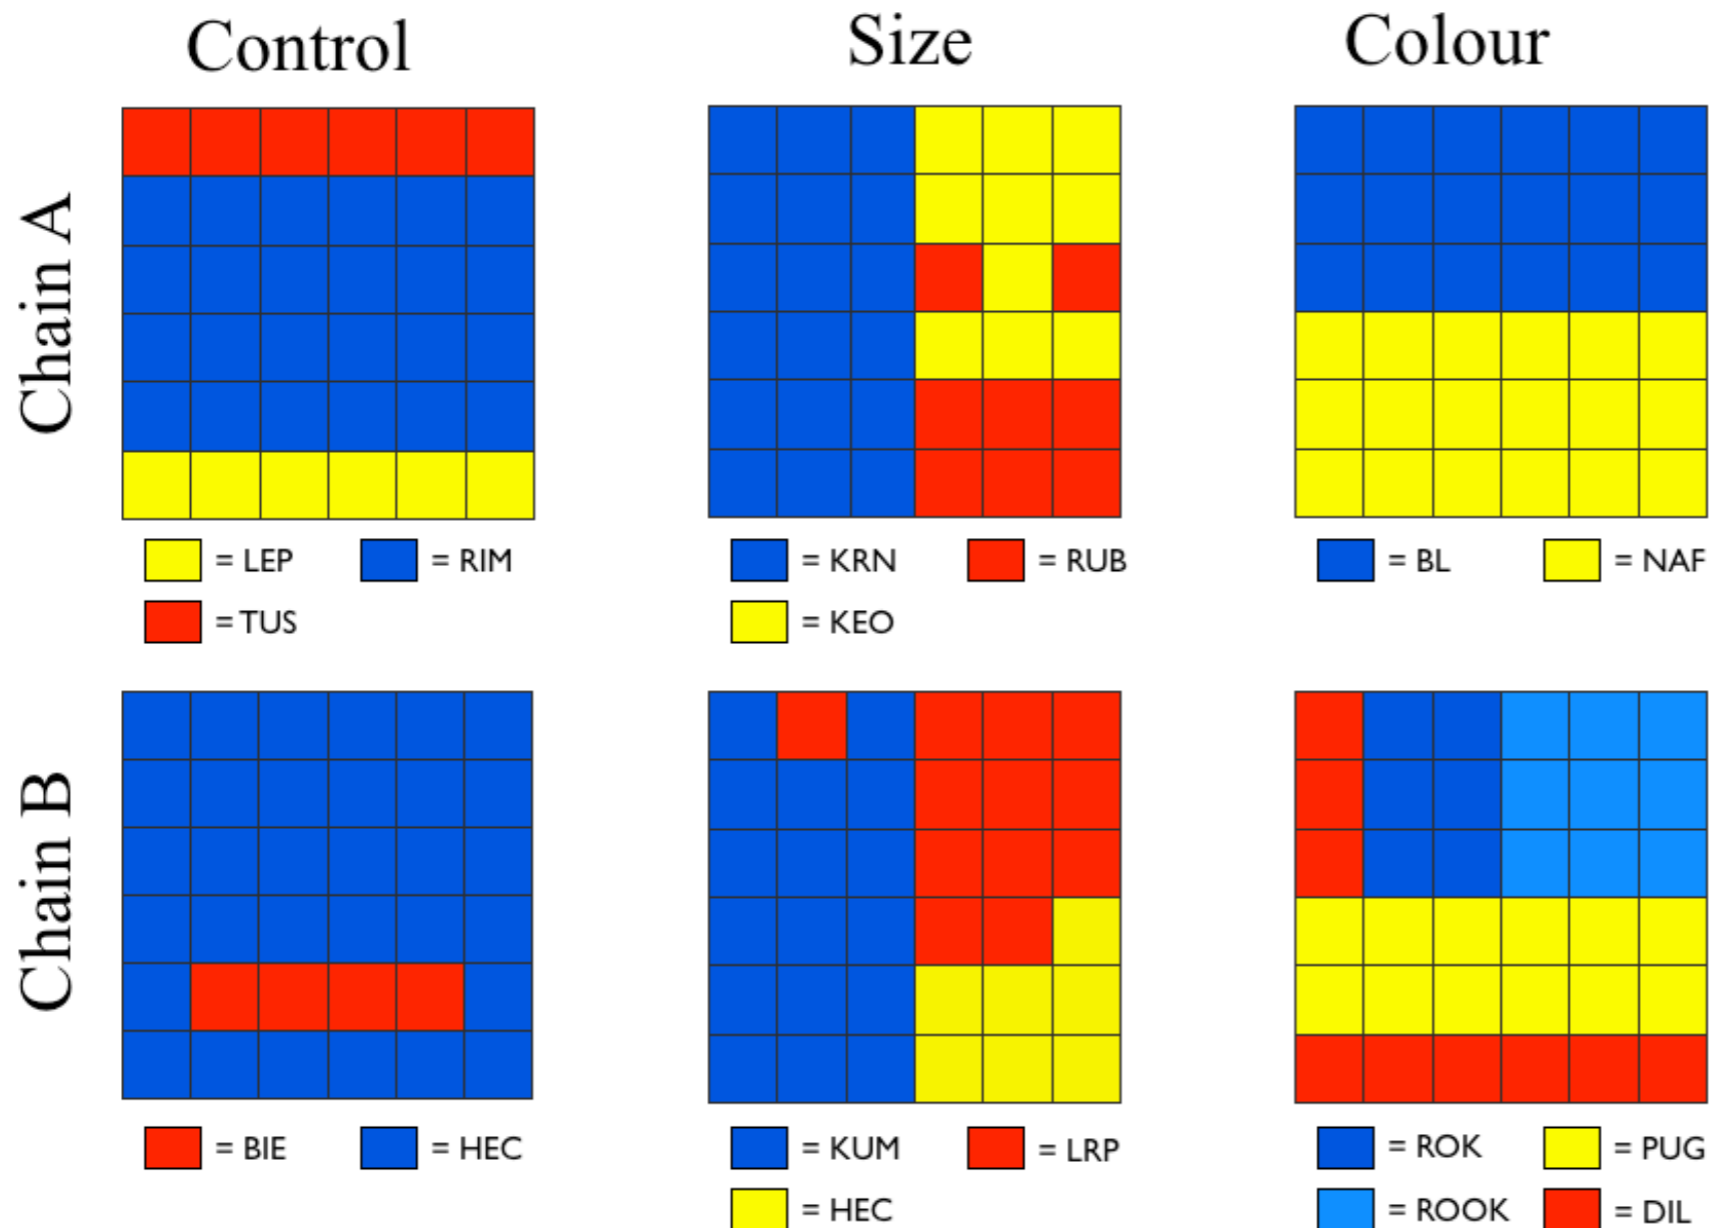 Control Size Colour
Chain A
= LEP = RIM
= TUS
= KRN = RUB
= KEO
= BL = NAF
Chain B
= BIE = HEC
= KUM = LRP
= HEC
= ROK = PUG
= ROOK = DIL